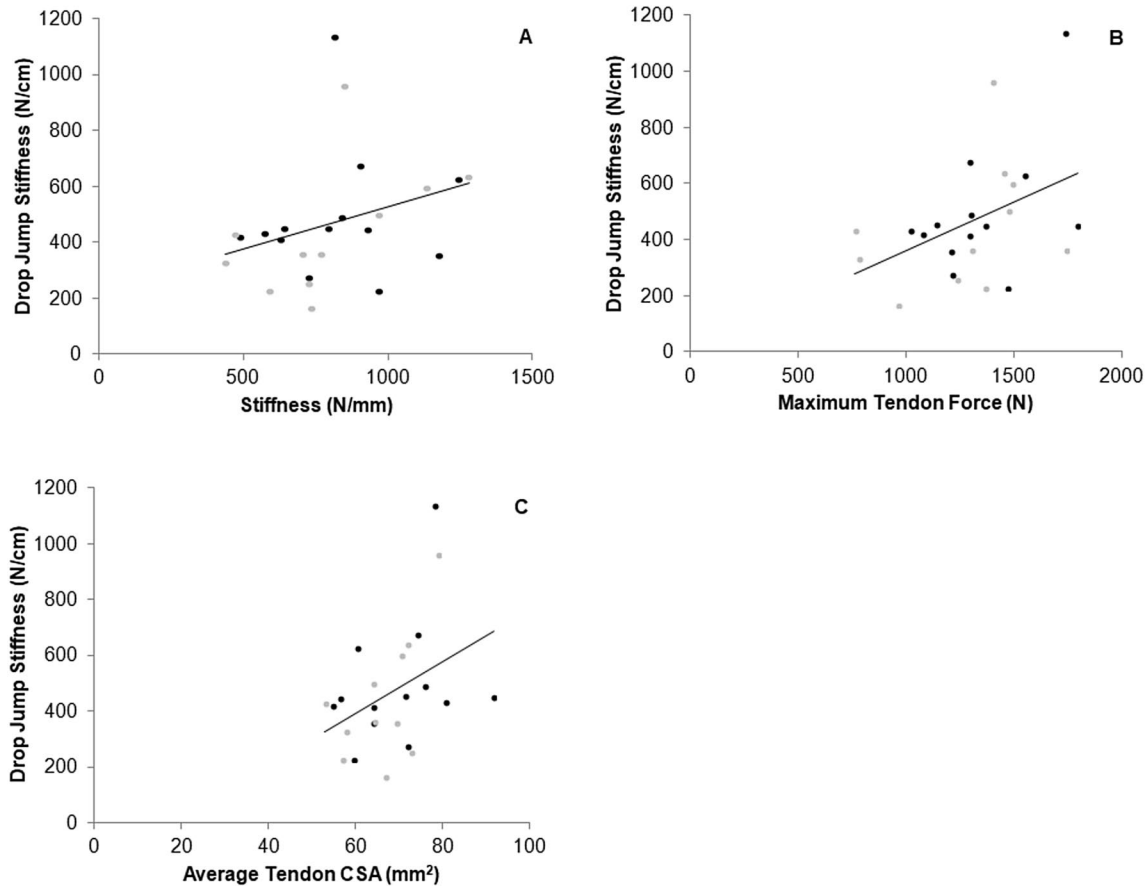 A
1200
1000
800
600
400
200
0
Drop Jump Stiffness (N/cm)
0 500 1000 1500
Stiffness (N/mm)
B
1200
1000
800
600
400
200
0
Drop Jump Stiffness (N/cm)
0 500 1000 1500 2000
Maximum Tendon Force (N)
C
1200
1000
800
600
400
200
0
Drop Jump Stiffness (N/cm)
0 20 40 60 80 100
Average Tendon CSA (mm²)